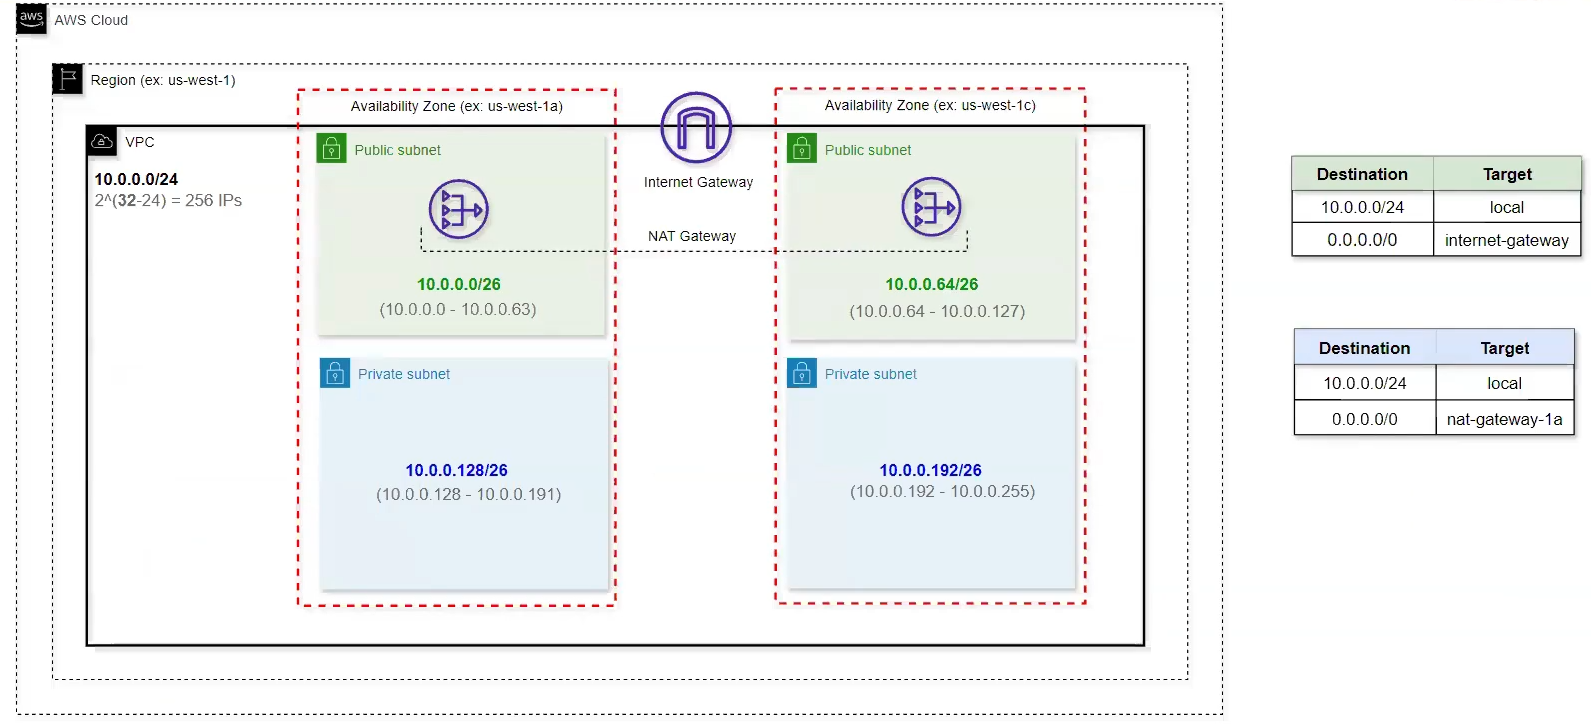 aws
AWS Cloud
Region (ex: us-west-1)
Availability Zone (ex: us-west-1a)
Availability Zone (ex: us-west-1c)
VPC
10.0.0.0/24
2^(32-24) = 256 IPs
Public subnet
10.0.0.0/26
(10.0.0.0 - 10.0.0.63)
Internet Gateway
NAT Gateway
Public subnet
10.0.0.64/26
(10.0.0.64 - 10.0.0.127)
Private subnet
10.0.0.128/26
(10.0.0.128 - 10.0.0.191)
Private subnet
10.0.0.192/26
(10.0.0.192 - 10.0.0.255)
Destination Target
10.0.0.0/24 local
0.0.0.0/0 internet-gateway
Destination Target
10.0.0.0/24 local
0.0.0.0/0 nat-gateway-1a